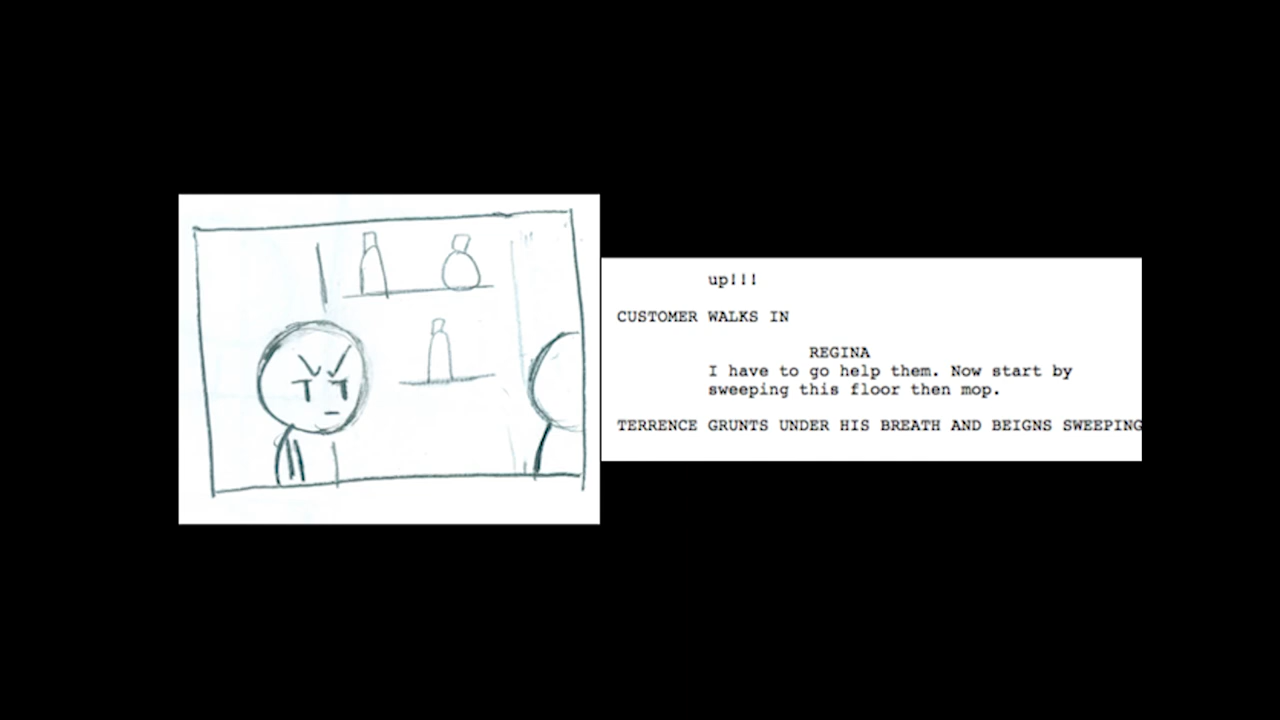 up!!!
CUSTOMER WALKS IN
REGINA
I have to go help them. Now start by
sweeping this floor then mop.
TERRENCE GRUNTS UNDER HIS BREATH AND BEIGNS SWEEPING